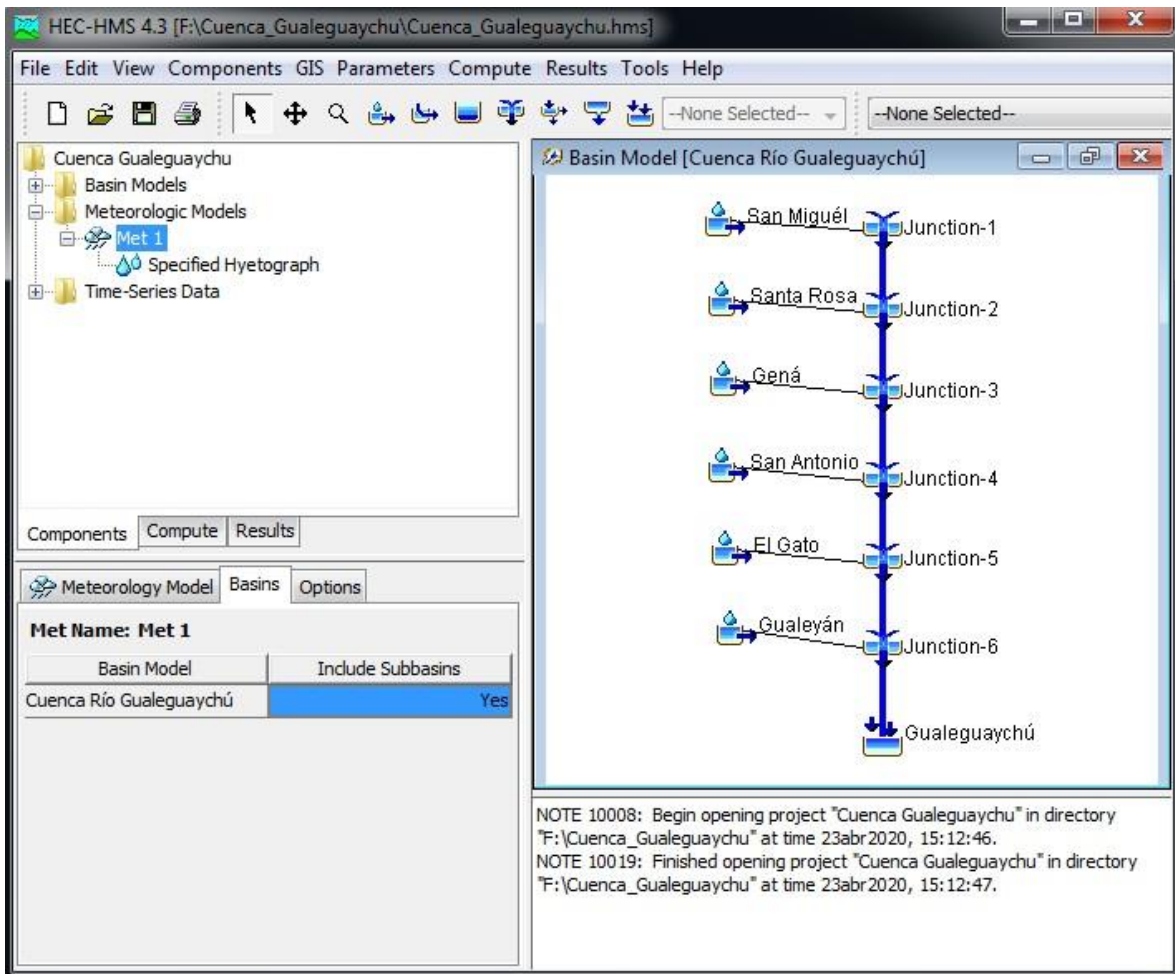 HEC-HMS 4.3 [F:\Cuenca_Gualeguaychu\Cuenca_Gualeguaychu.hms]
File Edit View Components GIS Parameters Compute Results Tools Help
--None Selected-- --None Selected--
Cuenca Gualeguaychu
Basin Models
Meteorologic Models
Met 1
Specified Hyetograph
Time-Series Data
Components Compute Results
Meteorology Model Basins Options
Met Name: Met 1
Basin Model Include Subbasins
Cuenca Río Gualeguaychú Yes
Basin Model [Cuenca Río Gualeguaychú]
San Miguél Junction-1
Santa Rosa Junction-2
Gená Junction-3
San Antonio Junction-4
El Gato Junction-5
Gualeyán Junction-6
Gualeguaychú
NOTE 10008: Begin opening project "Cuenca Gualeguaychu" in directory
"F:\Cuenca_Gualeguaychu" at time 23abr2020, 15:12:46.
NOTE 10019: Finished opening project "Cuenca Gualeguaychu" in directory
"F:\Cuenca_Gualeguaychu" at time 23abr2020, 15:12:47.